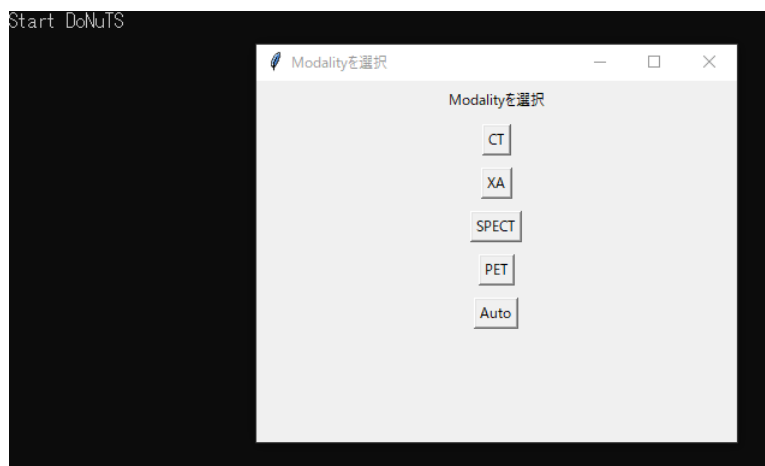 Start DoNuTS
Modalityを選択
Modalityを選択
CT
XA
SPECT
PET
Auto